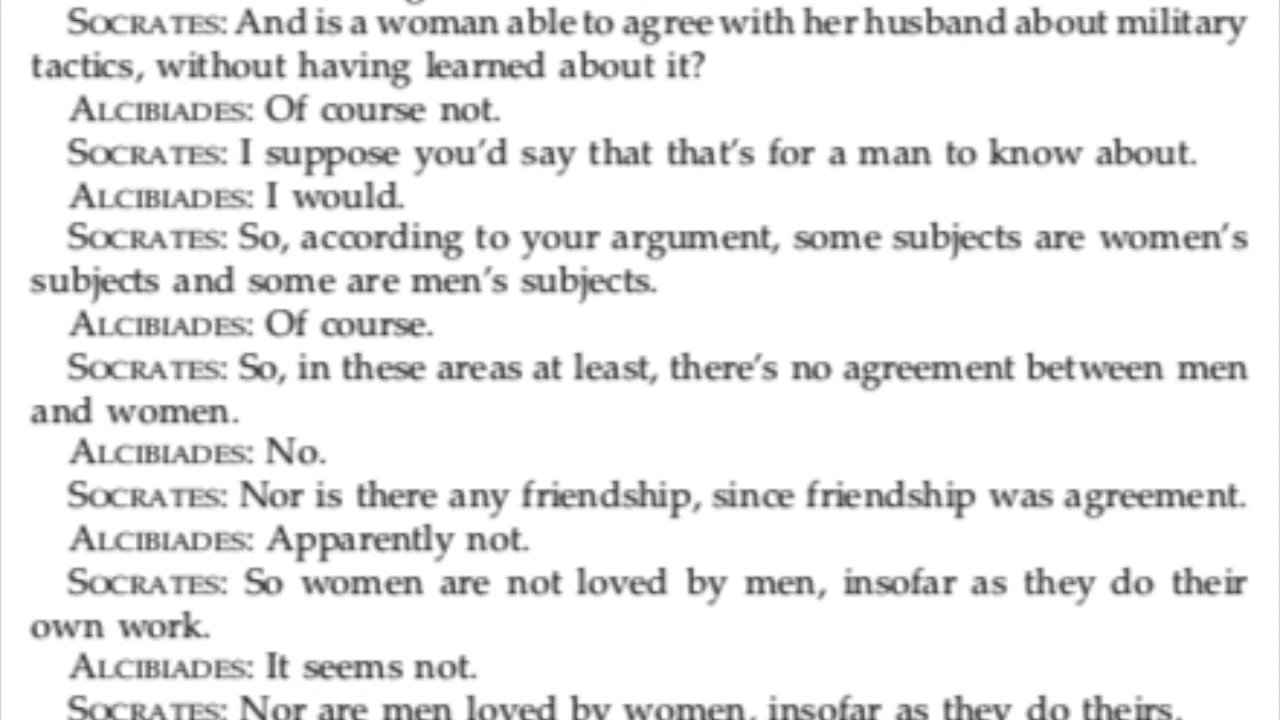 SOCRATES: And is a woman able to agree with her husband about military
tactics, without having learned about it?
ALCIBIADES: Of course not.
SOCRATES: I suppose you’d say that that’s for a man to know about.
ALCIBIADES: I would.
SOCRATES: So, according to your argument, some subjects are women’s
subjects and some are men’s subjects.
ALCIBIADES: Of course.
SOCRATES: So, in these areas at least, there’s no agreement between men
and women.
ALCIBIADES: No.
SOCRATES: Nor is there any friendship, since friendship was agreement.
ALCIBIADES: Apparently not.
SOCRATES: So women are not loved by men, insofar as they do their
own work.
ALCIBIADES: It seems not.
SOCRATES: Nor are men loved by women, insofar as they do theirs.